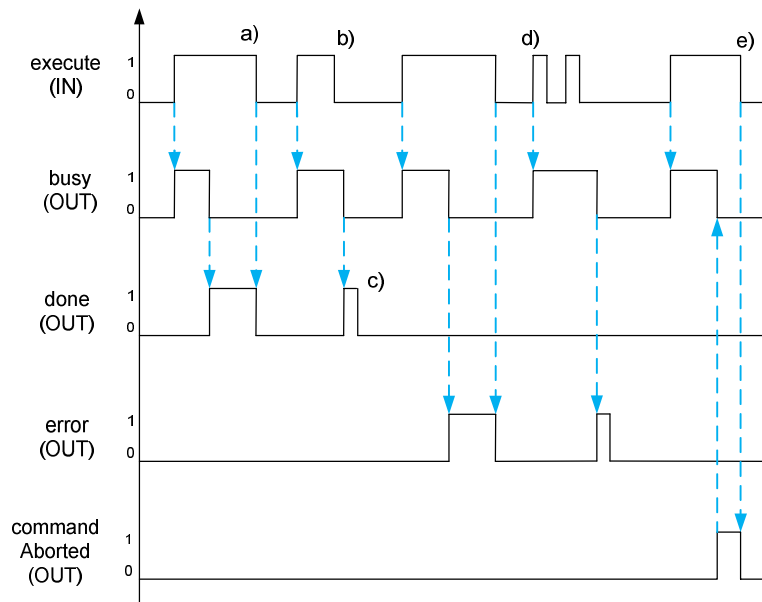 a)
b)
d)
e)
execute
(IN)
1
0
busy
(OUT)
1
0
c)
done
(OUT)
1
0
error
(OUT)
1
0
command
Aborted
(OUT)
1
0